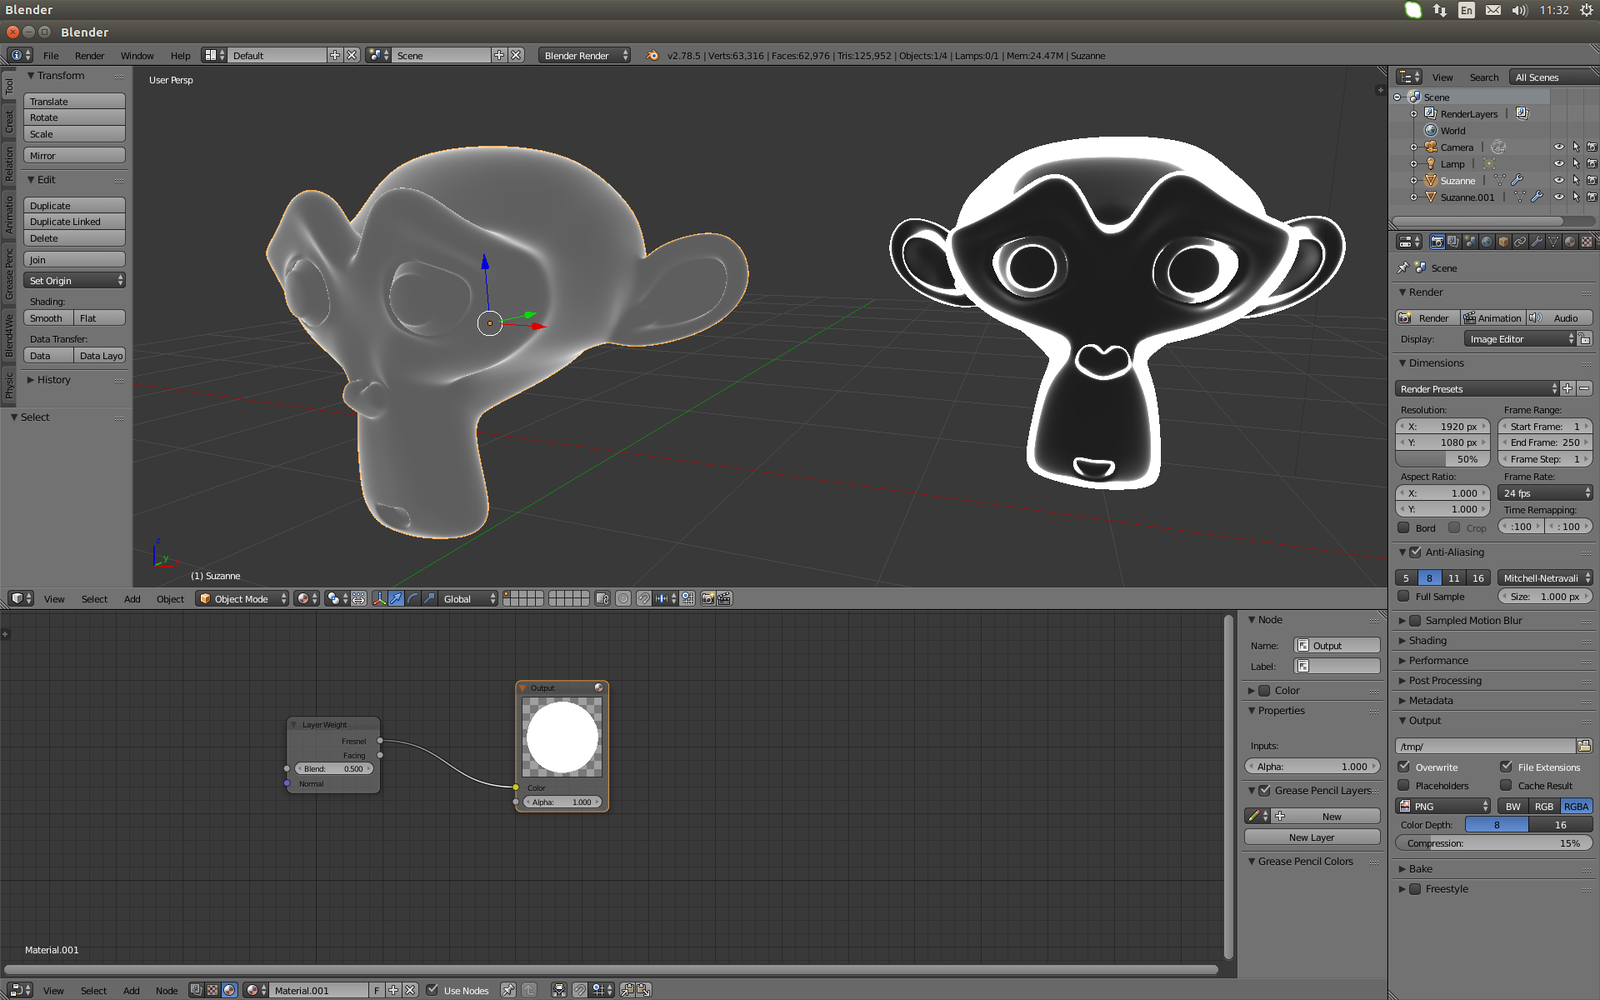 Blender
En
11:32
Blender
File Render Window Help Default Scene Blender Render v2.78.5 | Verts:63,316 | Faces:62,976 | Tris:125,952 | Objects:1/4 | Lamps:0/1 | Mem:24.47M | Suzanne
Tool
Creat
Relation
Animatio
Grease Penc
Blend4We
Physic
Transform
Translate
Rotate
Scale
Mirror
Edit
Duplicate
Duplicate Linked
Delete
Join
Set Origin
Shading:
Smooth Flat
Data Transfer:
Data Data Layo
History
Select
User Persp
z
y
(1) Suzanne
View Select Add Object Object Mode Global
View Search All Scenes
Scene
RenderLayers |
World
Camera |
Lamp |
Suzanne |
Suzanne.001 |
Scene
Render
Render Animation Audio
Display: Image Editor
Dimensions
Render Presets
Resolution: Frame Range:
X: 1920 px Start Frame: 1
Y: 1080 px End Frame: 250
50% Frame Step: 1
Aspect Ratio: Frame Rate:
X: 1.000 24 fps
Y: 1.000 Time Remapping:
Bord Crop :100 : 100
Anti-Aliasing
5 8 11 16 Mitchell-Netravali
Full Sample Size: 1.000 px
Sampled Motion Blur
Shading
Performance
Post Processing
Metadata
Output
/tmp/
Overwrite File Extensions
Placeholders Cache Result
PNG BW RGB RGBA
Color Depth: 8 16
Compression: 15%
Bake
Freestyle
Layer Weight
Fresnel
Facing
Blend: 0.500
Normal
Output
Color
Alpha: 1.000
Material.001
Node
Name: Output
Label:
Color
Properties
Inputs:
Alpha: 1.000
Grease Pencil Layers
New
New Layer
Grease Pencil Colors
View Select Add Node Material.001 F Use Nodes